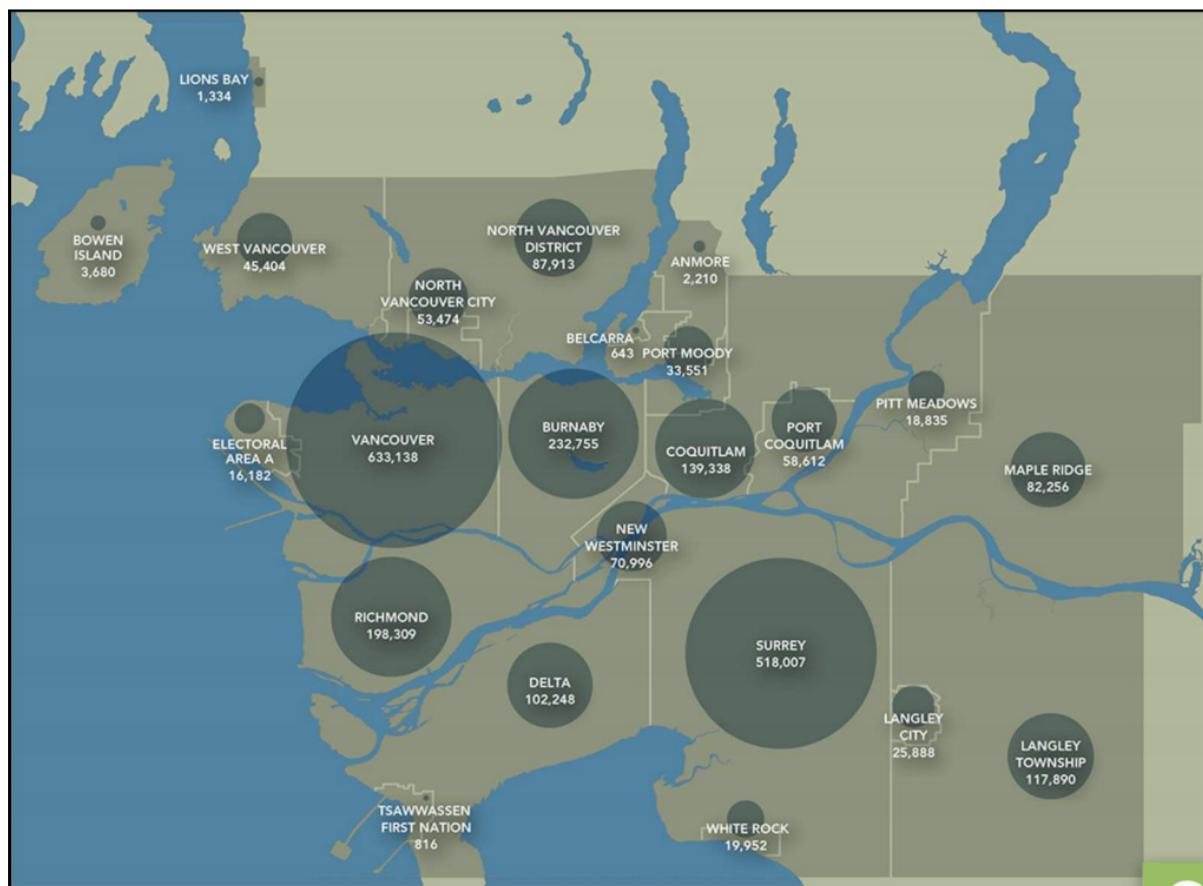 LIONS BAY
1,334
BOWEN
ISLAND
3,680
WEST VANCOUVER
45,404
NORTH VANCOUVER
DISTRICT
87,913
ANMORE
2,210
NORTH
VANCOUVER CITY
53,474
BELCARRA
643
PORT MOODY
33,551
ELECTORAL
AREA A
16,182
VANCOUVER
633,138
BURNABY
232,755
COQUITLAM
139,338
PORT
COQUITLAM
58,612
PITT MEADOWS
18,835
MAPLE RIDGE
82,256
NEW
WESTMINSTER
70,996
RICHMOND
198,309
DELTA
102,248
SURREY
518,007
LANGLEY
CITY
25,888
LANGLEY
TOWNSHIP
117,890
TSAWWASSEN
FIRST NATION
816
WHITE ROCK
19,952